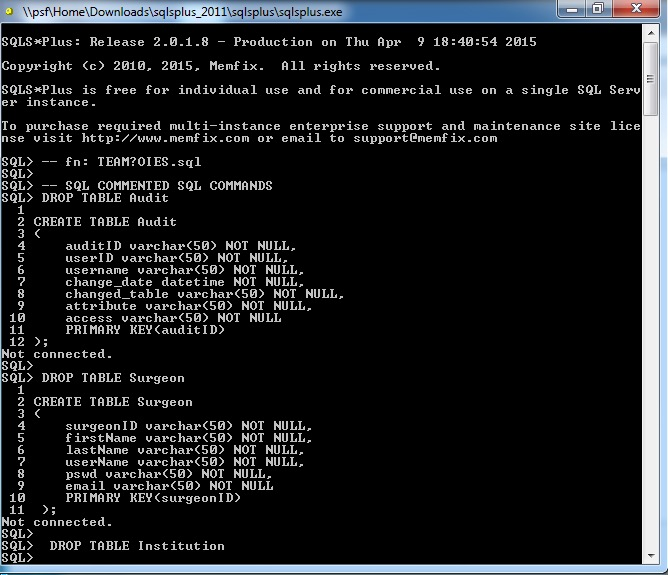 \\psf\Home\Downloads\sqlsplus_2011\sqlsplus\sqlsplus.exe
SQLS*Plus: Release 2.0.1.8 - Production on Thu Apr  9 18:40:54 2015
Copyright (c) 2010, 2015, Memfix.  All rights reserved.
SQLS*Plus is free for individual use and for commercial use on a single SQL Serv
er instance.
To purchase required multi-instance enterprise support and maintenance site lice
nse visit http://www.memfix.com or email to support@memfix.com
SQL> -- fn: TEAM?OIES.sql
SQL>
SQL> -- SQL COMMENTED SQL COMMANDS
SQL> DROP TABLE Audit
  1
  2 CREATE TABLE Audit
  3 (
  4     auditID varchar(50) NOT NULL,
  5     userID varchar(50) NOT NULL,
  6     username varchar(50) NOT NULL,
  7     change_date datetime NOT NULL,
  8     changed_table varchar(50) NOT NULL,
  9     attribute varchar(50) NOT NULL,
 10     access varchar(50) NOT NULL
 11     PRIMARY KEY(auditID)
 12 );
Not connected.
SQL>
SQL> DROP TABLE Surgeon
  1
  2 CREATE TABLE Surgeon
  3 (
  4     surgeonID varchar(50) NOT NULL,
  5     firstName varchar(50) NOT NULL,
  6     lastName varchar(50) NOT NULL,
  7     userName varchar(50) NOT NULL,
  8     pswd varchar(50) NOT NULL,
  9     email varchar(50) NOT NULL
 10     PRIMARY KEY(surgeonID)
 11  );
Not connected.
SQL>
SQL>  DROP TABLE Institution
SQL>